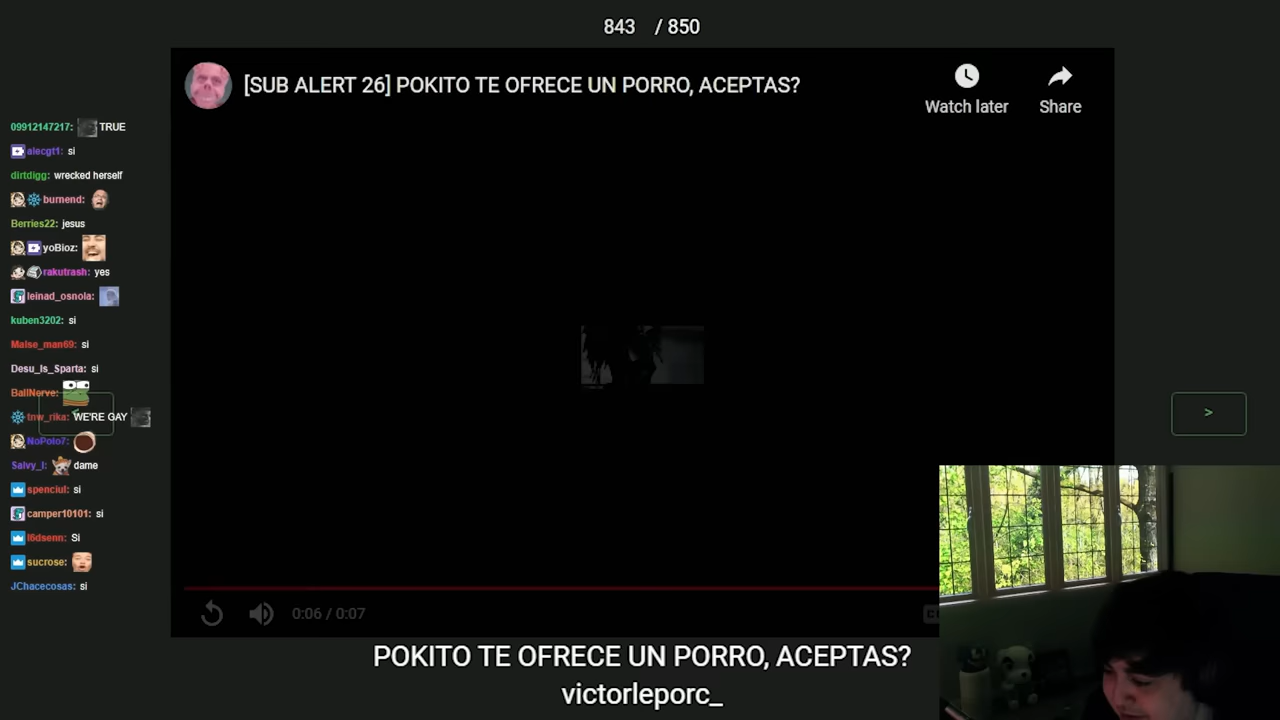 843 / 850
[SUB ALERT 26] POKITO TE OFRECE UN PORRO, ACEPTAS?
Watch later
Share
09912147217: TRUE
alecgt1: si
dirtdigg: wrecked herself
burnend:
Berries22: jesus
yoBioz:
rakutrash: yes
leinad_osnola:
kuben3202: si
Malse_man69: si
Desu_Is_Sparta: si
BallNerve:
tnw_rika: WE'RE GAY
>
NoPolo7:
Salvy_I: dame
spenciul: si
camper10101: si
l6dsenn: Si
sucrose:
JChacecosas: si
0:06 / 0:07
POKITO TE OFRECE UN PORRO, ACEPTAS?
victorleporc_